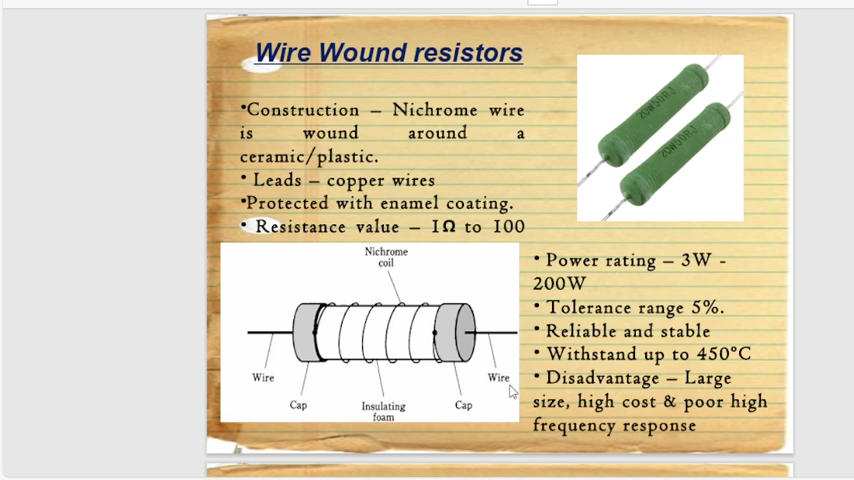 Wire Wound resistors
•Construction – Nichrome wire
is wound around a
ceramic/plastic.
• Leads – copper wires
•Protected with enamel coating.
• Resistance value – 1Ω to 100
20W50RJ
20W50RJ
Nichrome
coil
Wire
Cap
Insulating
foam
Cap
Wire
• Power rating – 3W -
200W
• Tolerance range 5%.
• Reliable and stable
• Withstand up to 450°C
• Disadvantage – Large
size, high cost & poor high
frequency response